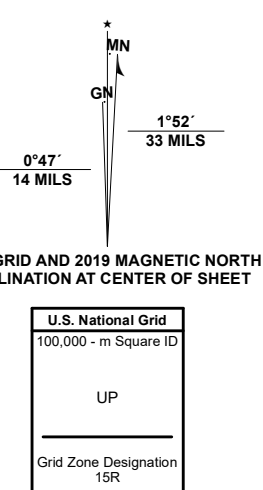 ★
MN
GN
1°52´
33 MILS
0°47´
14 MILS
GRID AND 2019 MAGNETIC NORTH
LINATION AT CENTER OF SHEET
U.S. National Grid
100,000 - m Square ID
UP
Grid Zone Designation
15R